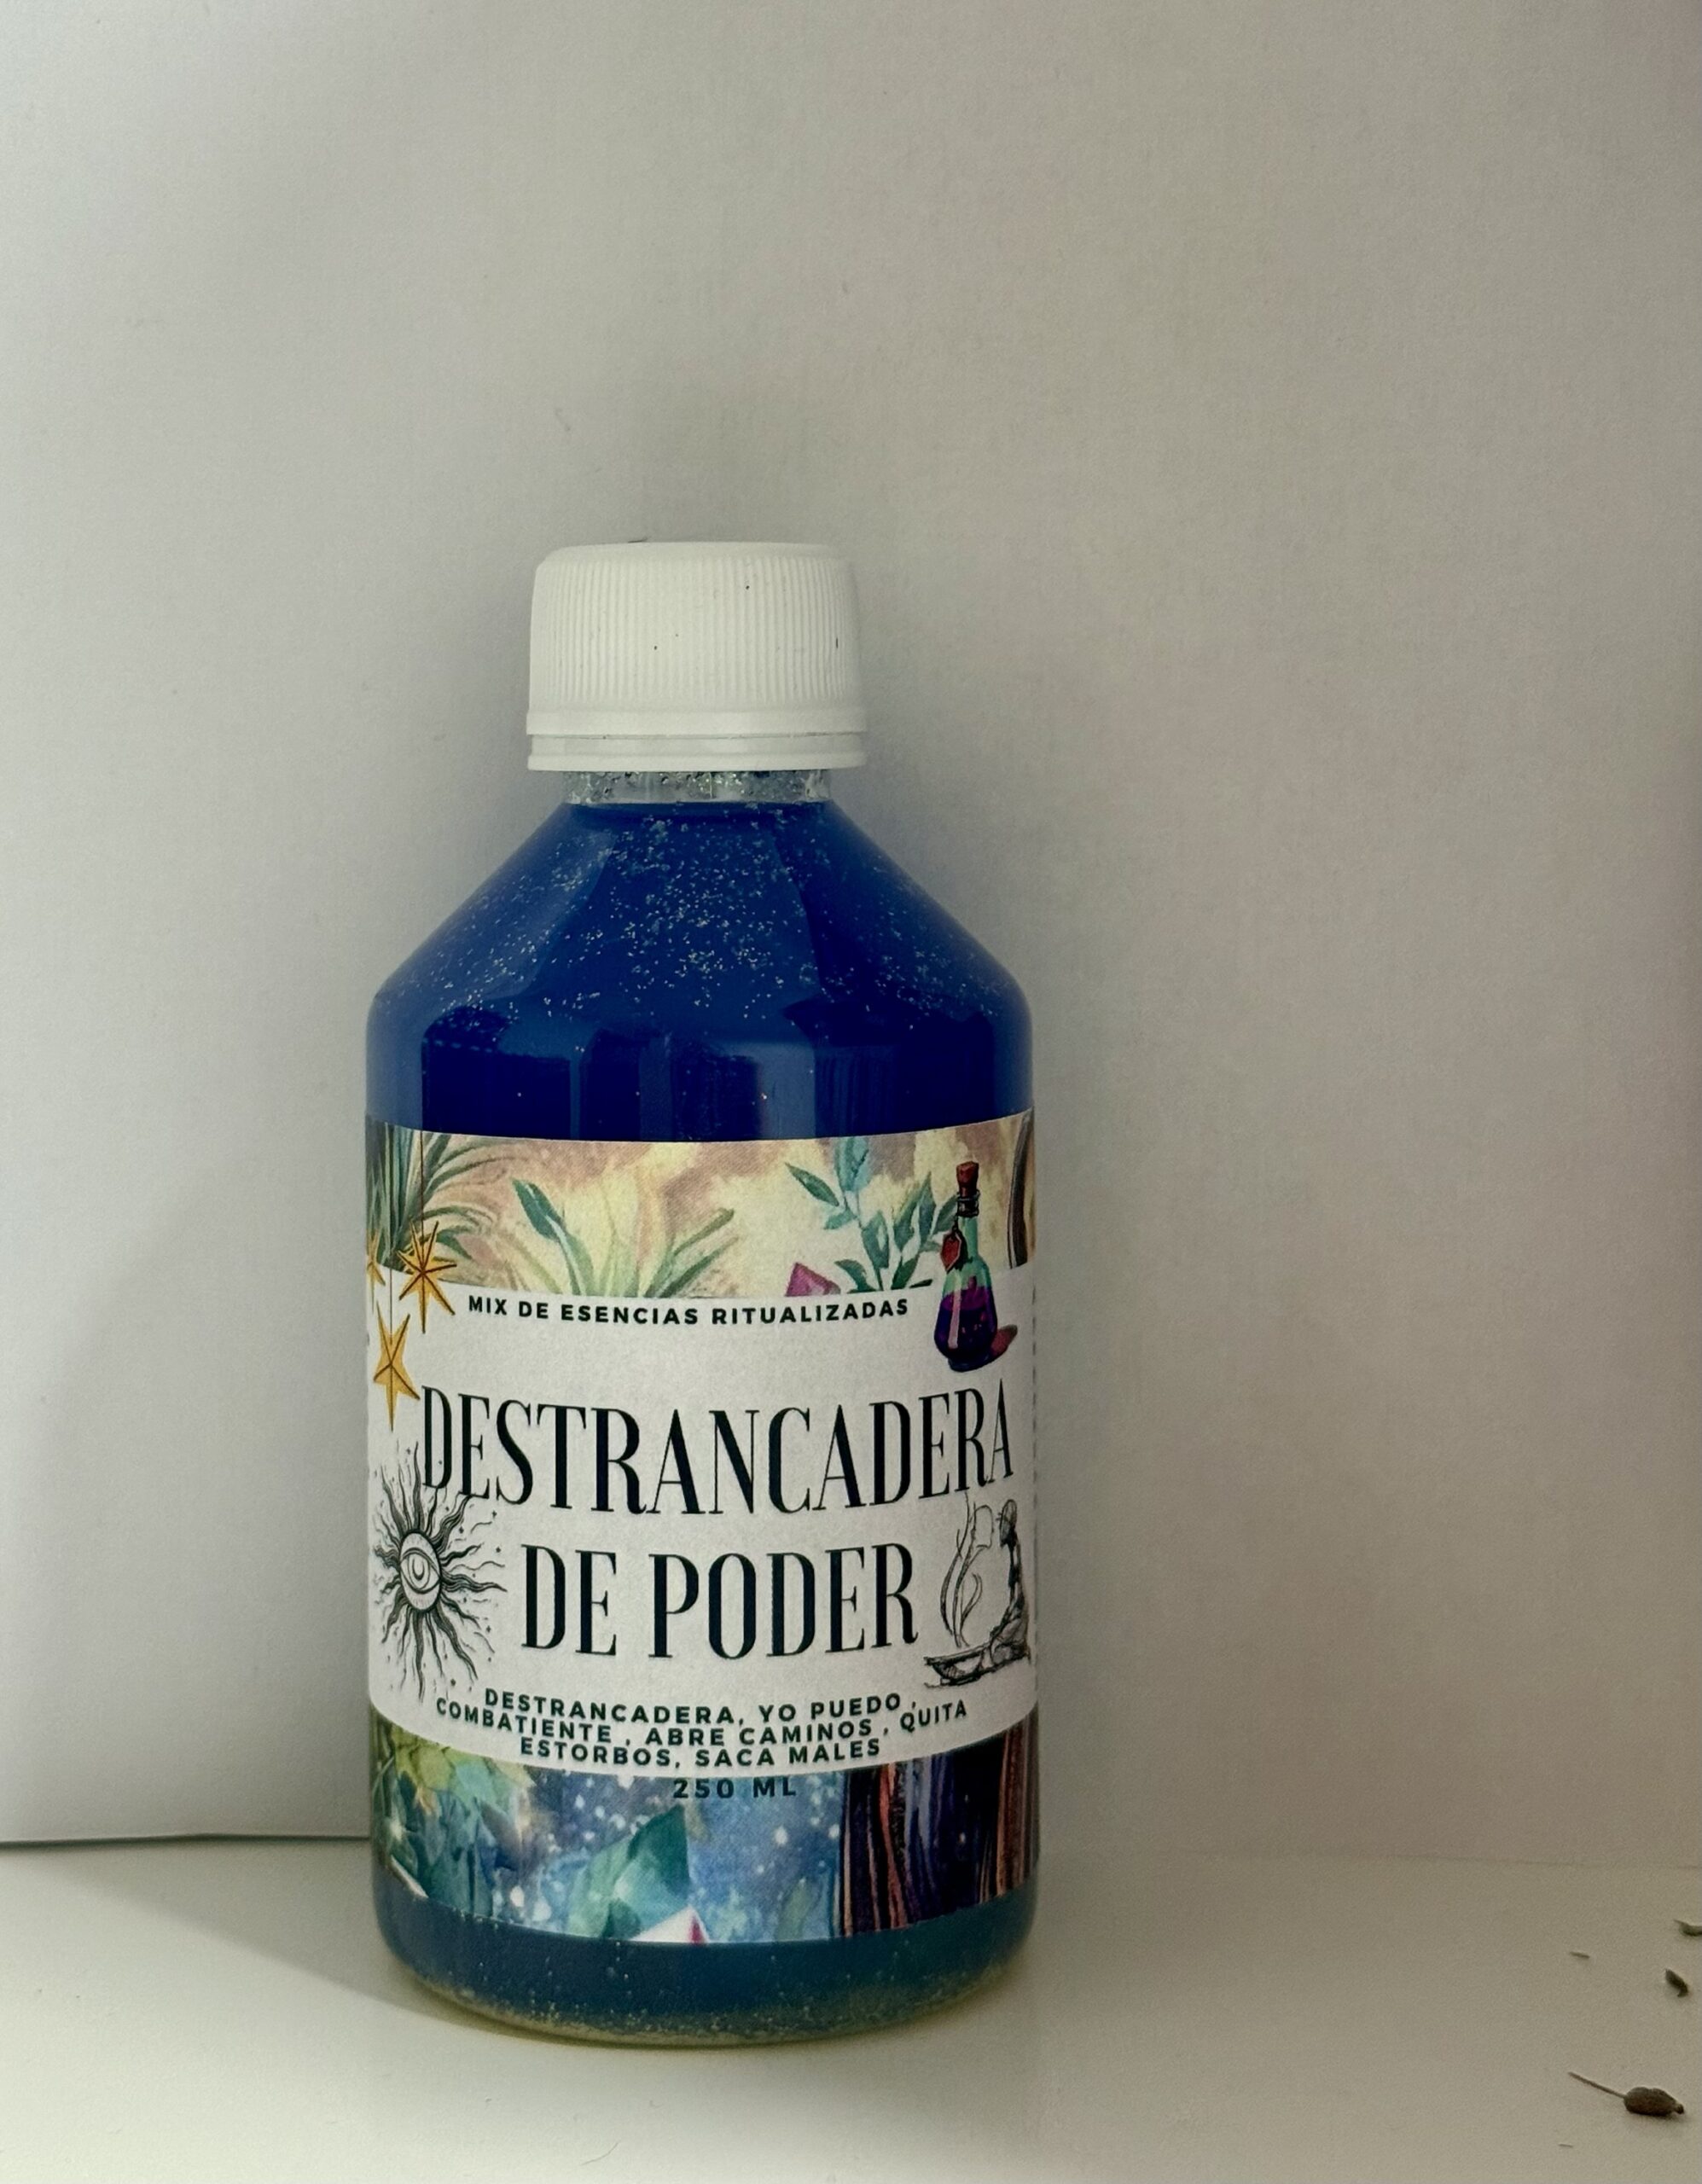 MIX DE ESENCIAS RITUALIZADAS
DESTRANCADERA
DE PODER
DESTRANCADERA, YO PUEDO ,
COMBATIENTE , ABRE CAMINOS , QUITA
ESTORBOS, SACA MALES
250 ML